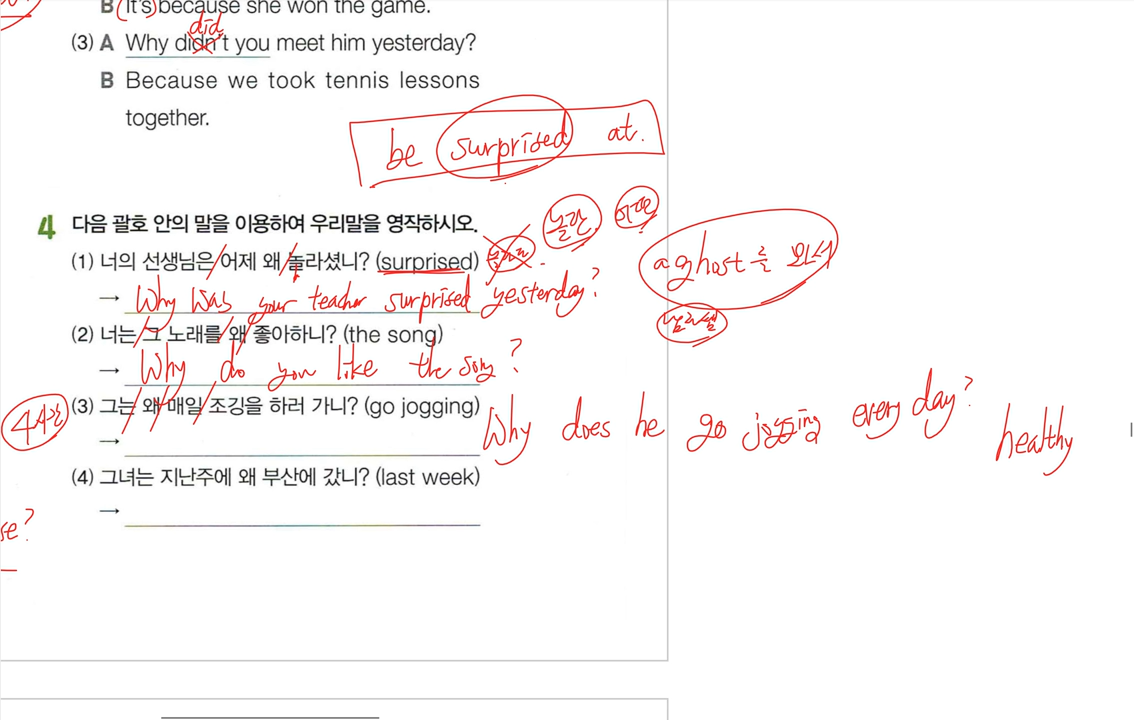 B (It's) because she won the game.
did
(3) A Why didn't you meet him yesterday?
B Because we took tennis lessons
together.
be surprised at.
4 다음 괄호 안의 말을 이용하여 우리말을 영작하시오.
놀란
(1) 너의 선생님은 어제 왜 놀라셨니? (surprised)
a ghost를 봐서
→ Why was your teacher surprised yesterday?
(2) 너는 그 노래를 왜 좋아하니? (the song)
→ Why do you like the song?
(3) 그는 왜 매일 조깅을 하러 가니? (go jogging)
→ Why does he go jogging every day?
healthy
(4) 그녀는 지난주에 왜 부산에 갔니? (last week)
→
se?